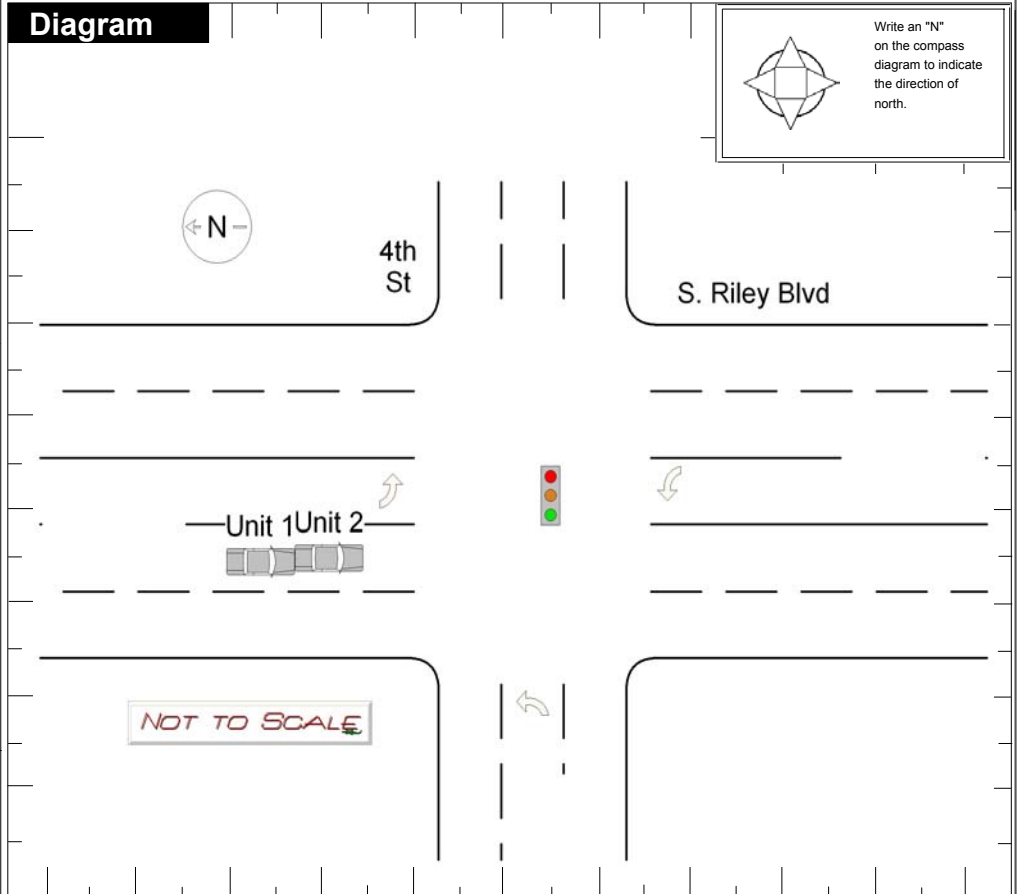 Diagram
Write an "N"
on the compass
diagram to indicate
the direction of
north.
N
4th
St
S. Riley Blvd
Unit 1
Unit 2
NOT TO SCALE